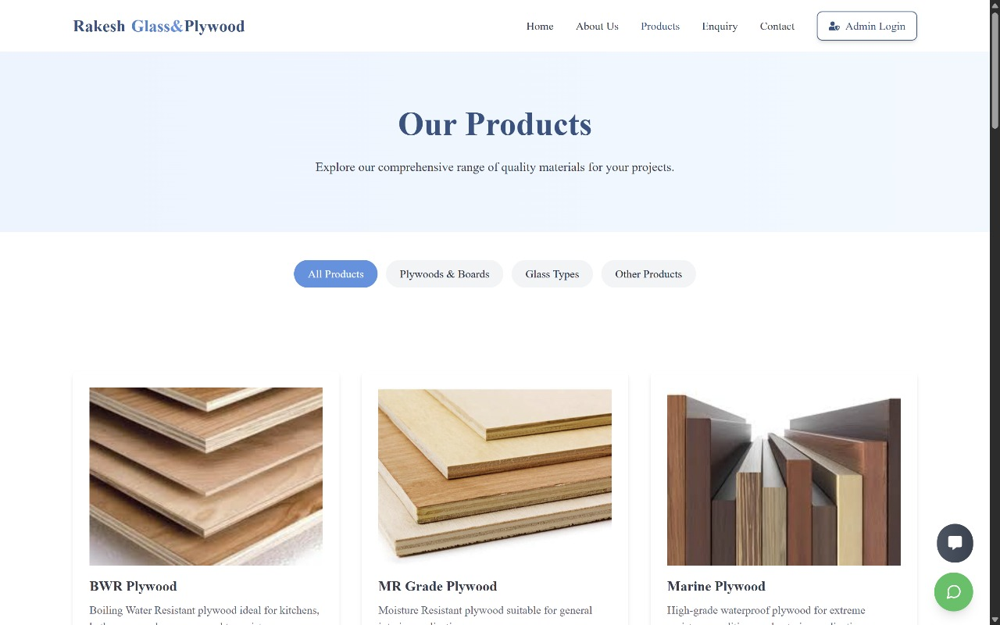 Rakesh Glass&Plywood
Home
About Us
Products
Enquiry
Contact
Admin Login
Our Products
Explore our comprehensive range of quality materials for your projects.
All Products
Plywoods & Boards
Glass Types
Other Products
BWR Plywood
MR Grade Plywood
Marine Plywood
Boiling Water Resistant plywood ideal for kitchens,
Moisture Resistant plywood suitable for general
High-grade waterproof plywood for extreme